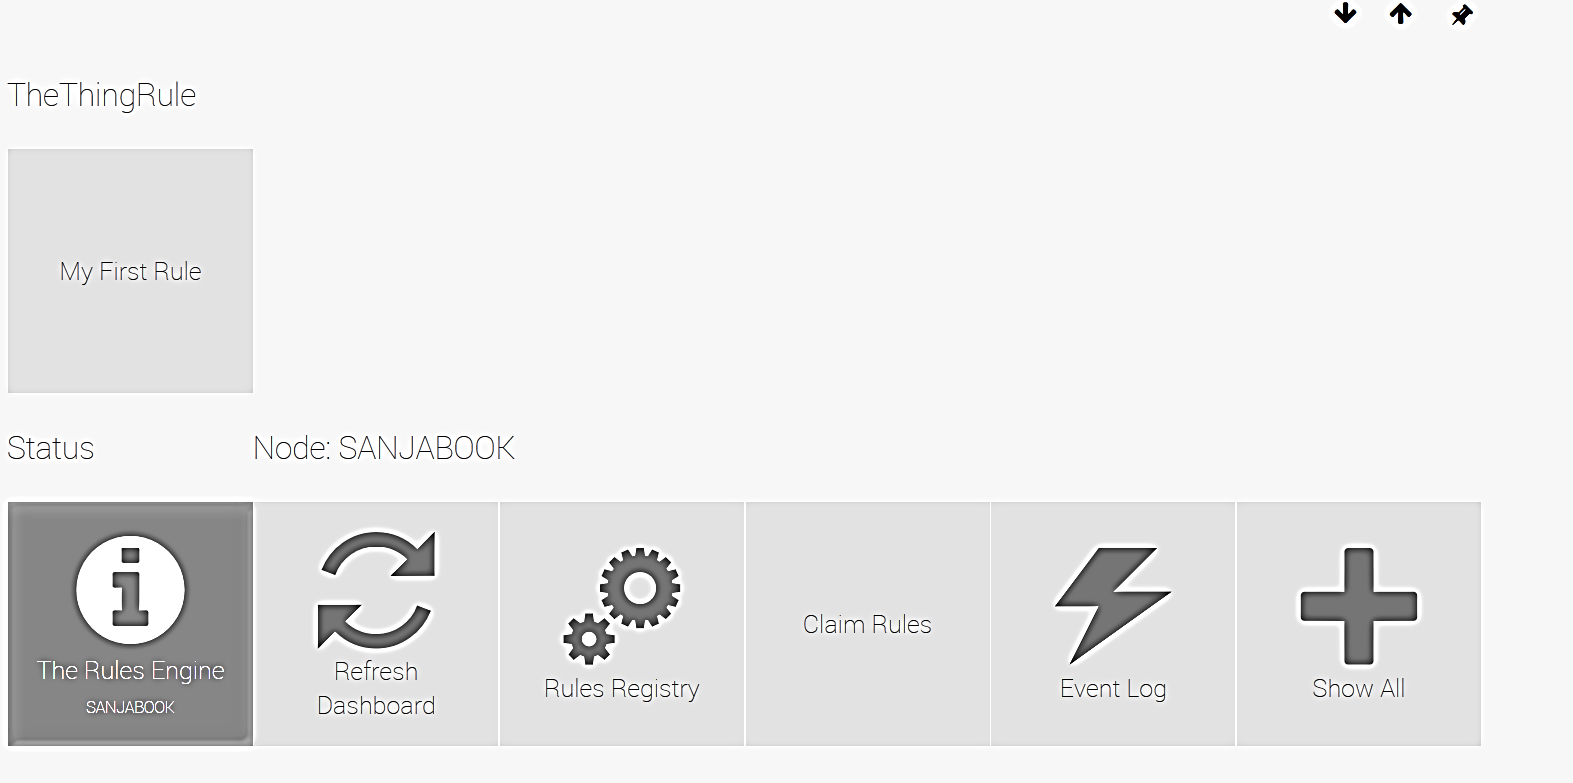 TheThingRule
My First Rule
Status
Node: SANJABOOK
The Rules Engine
SANJABOOK
Refresh
Dashboard
Rules Registry
Claim Rules
Event Log
Show All